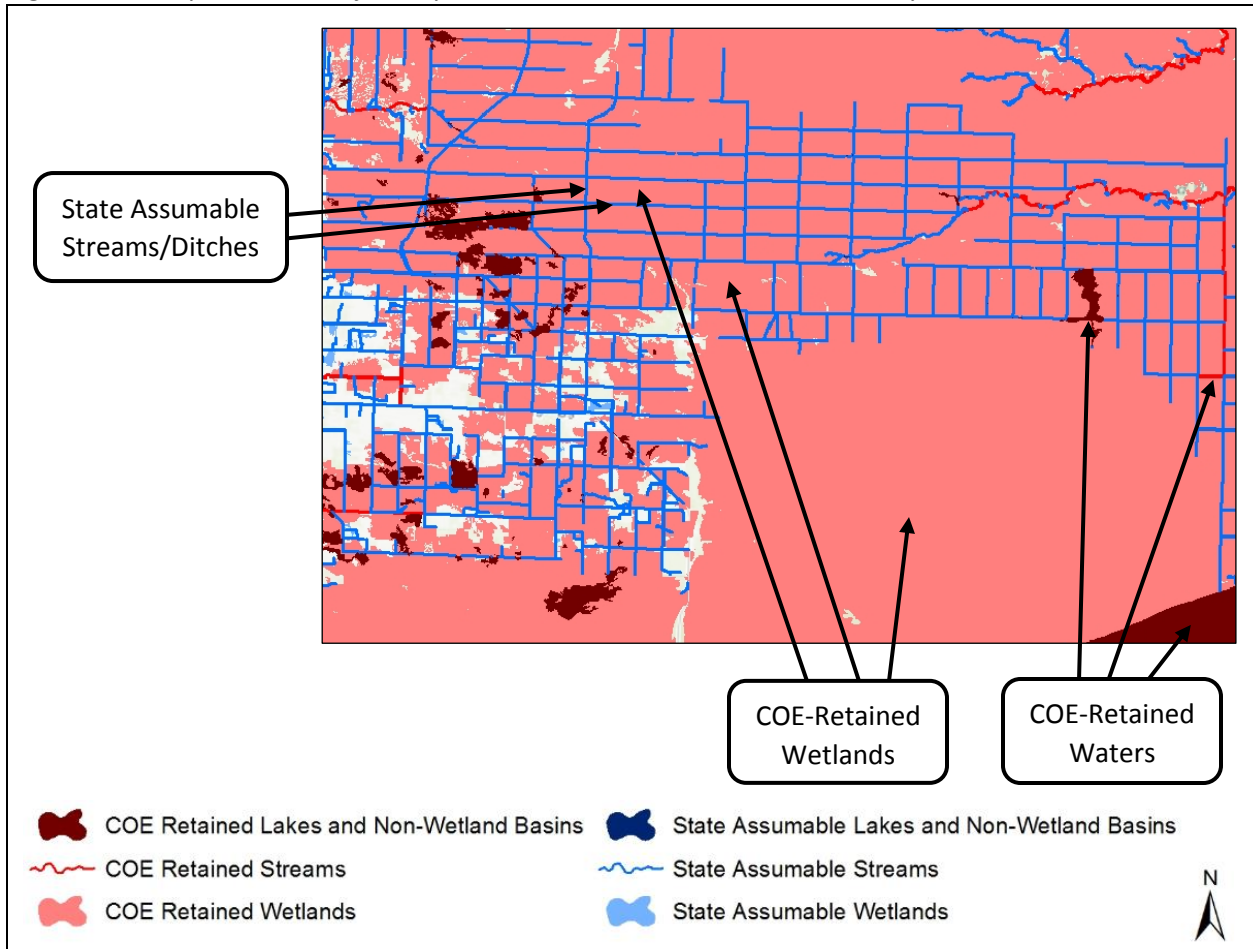 State Assumable
Streams/Ditches
COE-Retained
Wetlands
COE-Retained
Waters
COE Retained Lakes and Non-Wetland Basins
State Assumable Lakes and Non-Wetland Basins
COE Retained Streams
State Assumable Streams
COE Retained Wetlands
State Assumable Wetlands
N